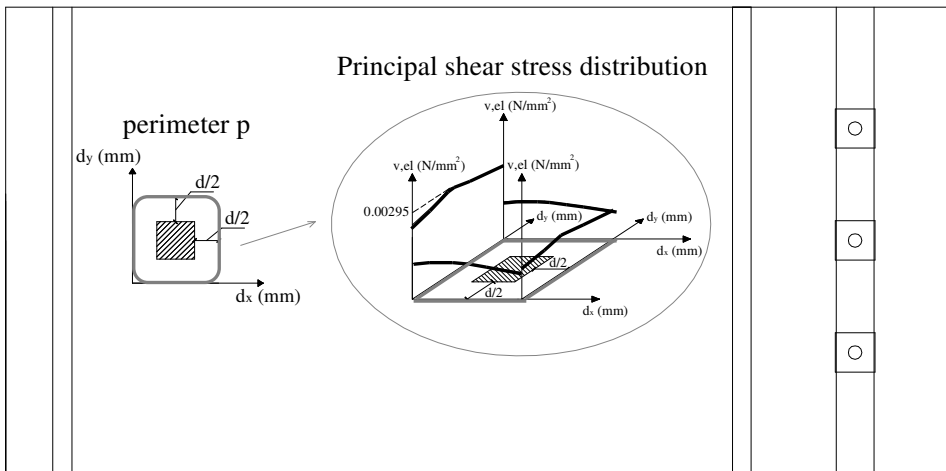 Principal shear stress distribution
perimeter p
dy (mm)
d/2
d/2
dx (mm)
v,el (N/mm²)
v,el (N/mm²)
v,el (N/mm²)
0.00295
dy (mm)
dy (mm)
dx (mm)
d/2
d/2
dx (mm)